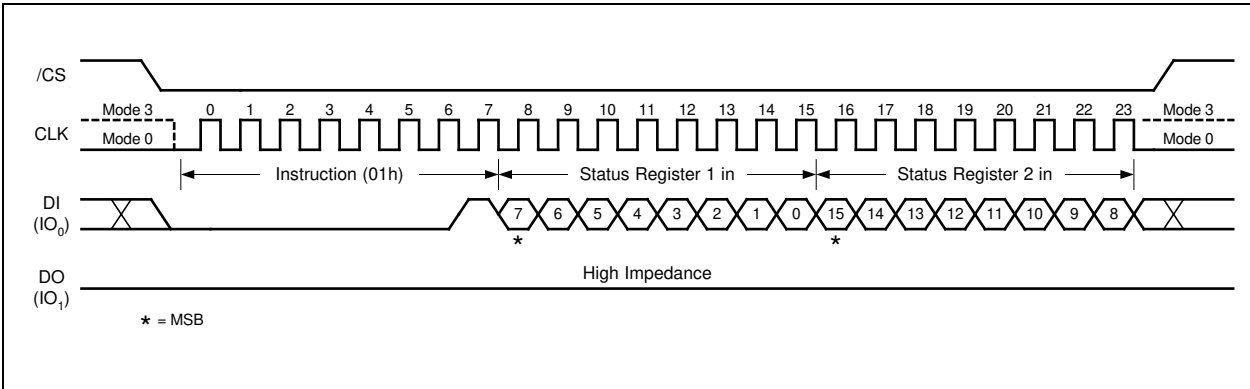 /CS
Mode 3 0 1 2 3 4 5 6 7 8 9 10 11 12 13 14 15 16 17 18 19 20 21 22 23 Mode 3
CLK Mode 0 Mode 0
Instruction (01h) Status Register 1 in Status Register 2 in
DI
(IO0) 7 6 5 4 3 2 1 0 15 14 13 12 11 10 9 8
* *
High Impedance
DO
(IO1)
* = MSB